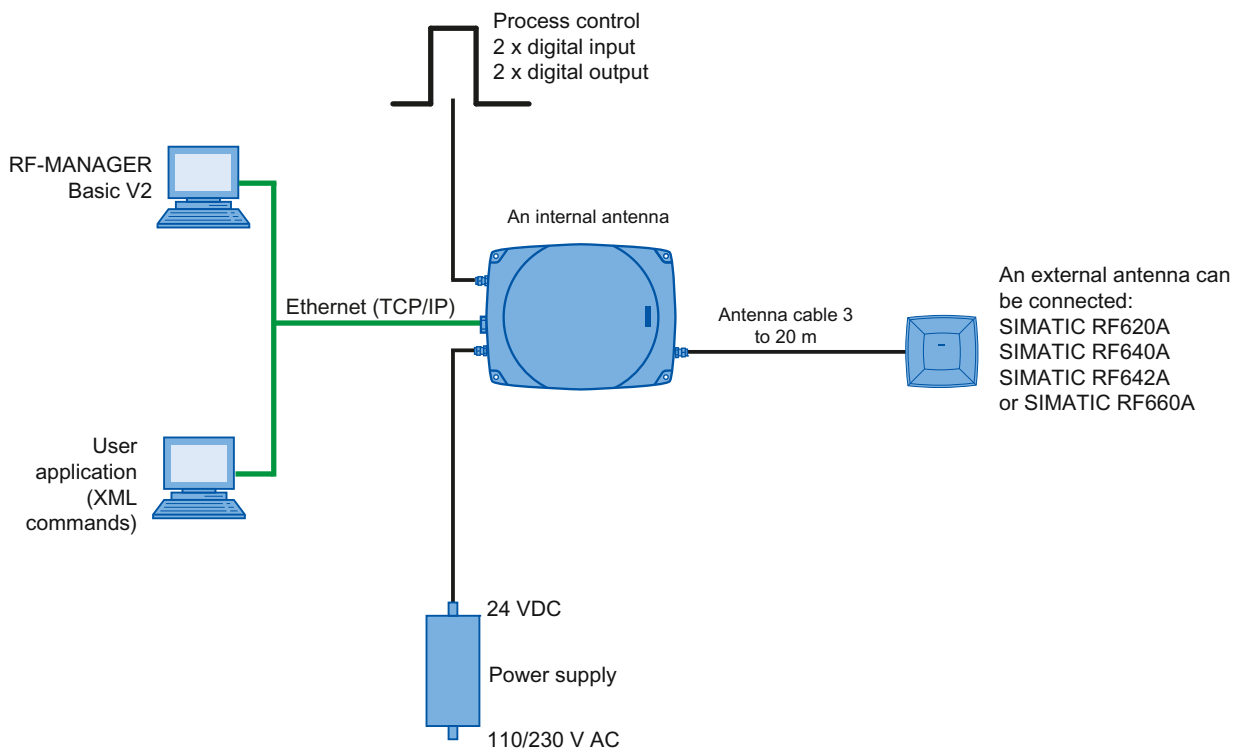 Process control
2 x digital input
2 x digital output
RF-MANAGER
Basic V2
An internal antenna
An external antenna can
be connected:
SIMATIC RF620A
SIMATIC RF640A
SIMATIC RF642A
or SIMATIC RF660A
Ethernet (TCP/IP)
Antenna cable 3
to 20 m
User
application
(XML
commands)
24 VDC
Power supply
110/230 V AC